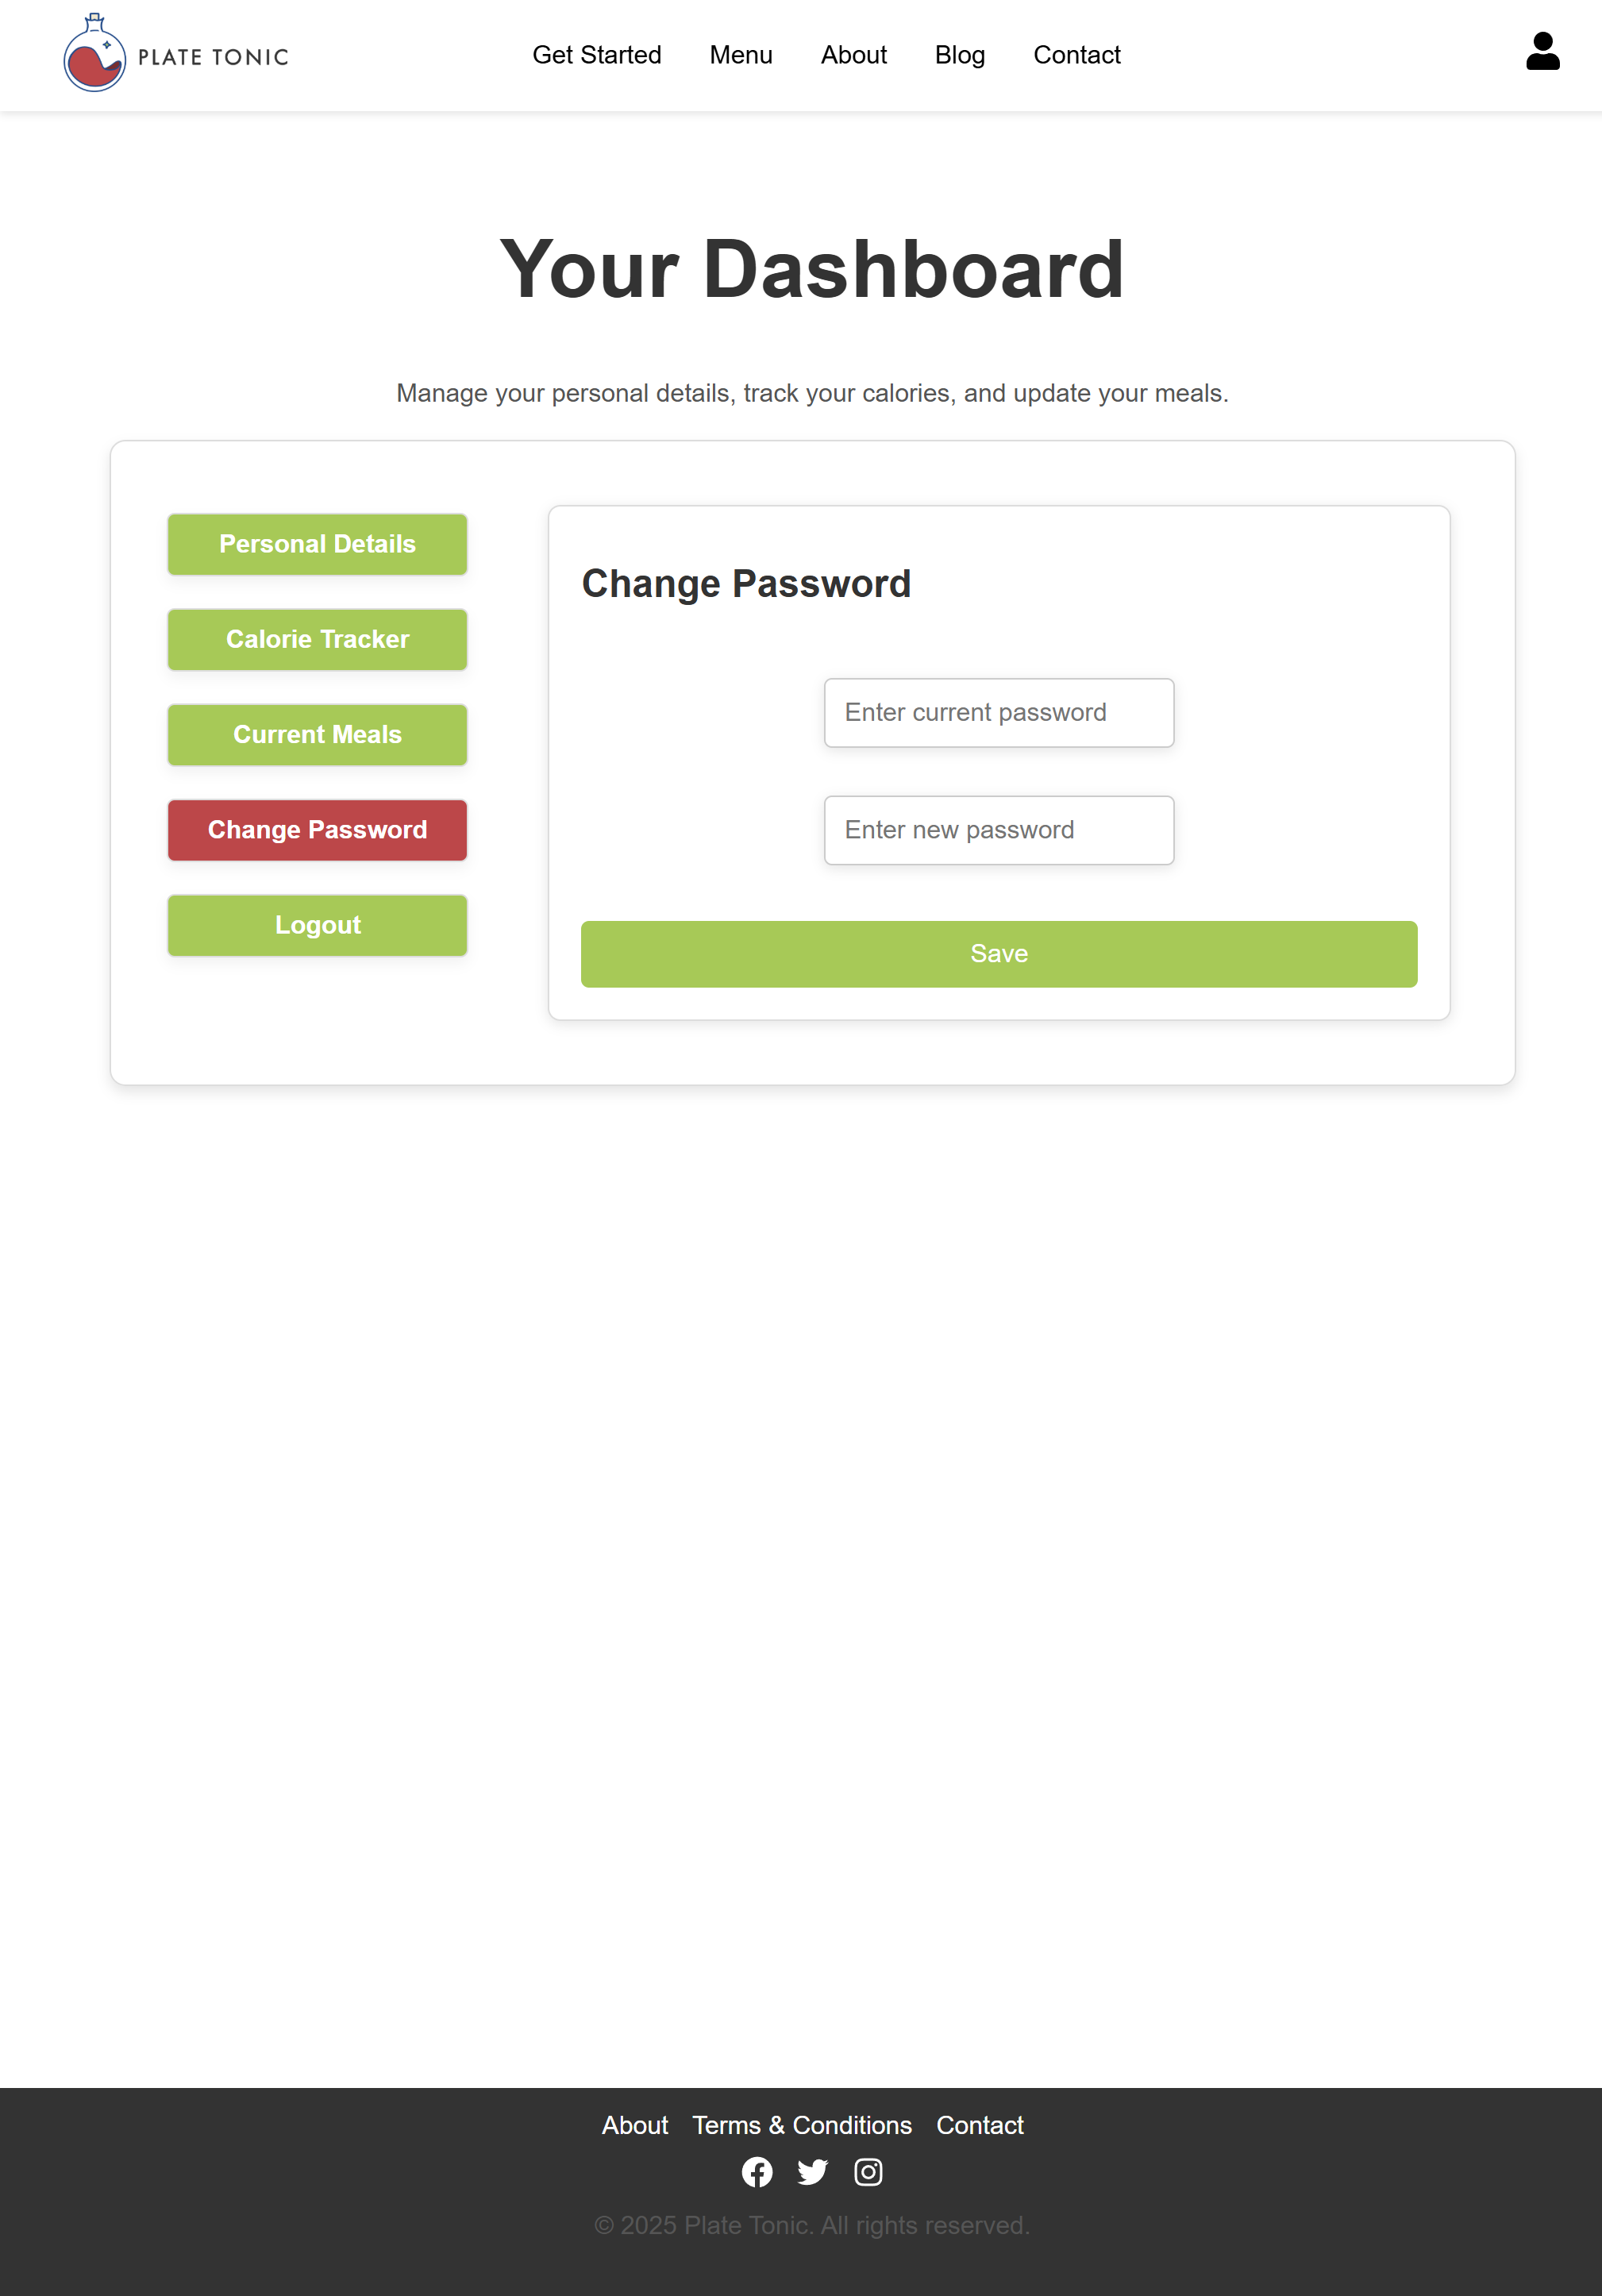 PLATE TONIC
Get Started Menu About Blog Contact
Your Dashboard
Manage your personal details, track your calories, and update your meals.
Personal Details
Calorie Tracker
Current Meals
Change Password
Logout
Change Password
Enter current password
Enter new password
Save
About Terms & Conditions Contact
© 2025 Plate Tonic. All rights reserved.